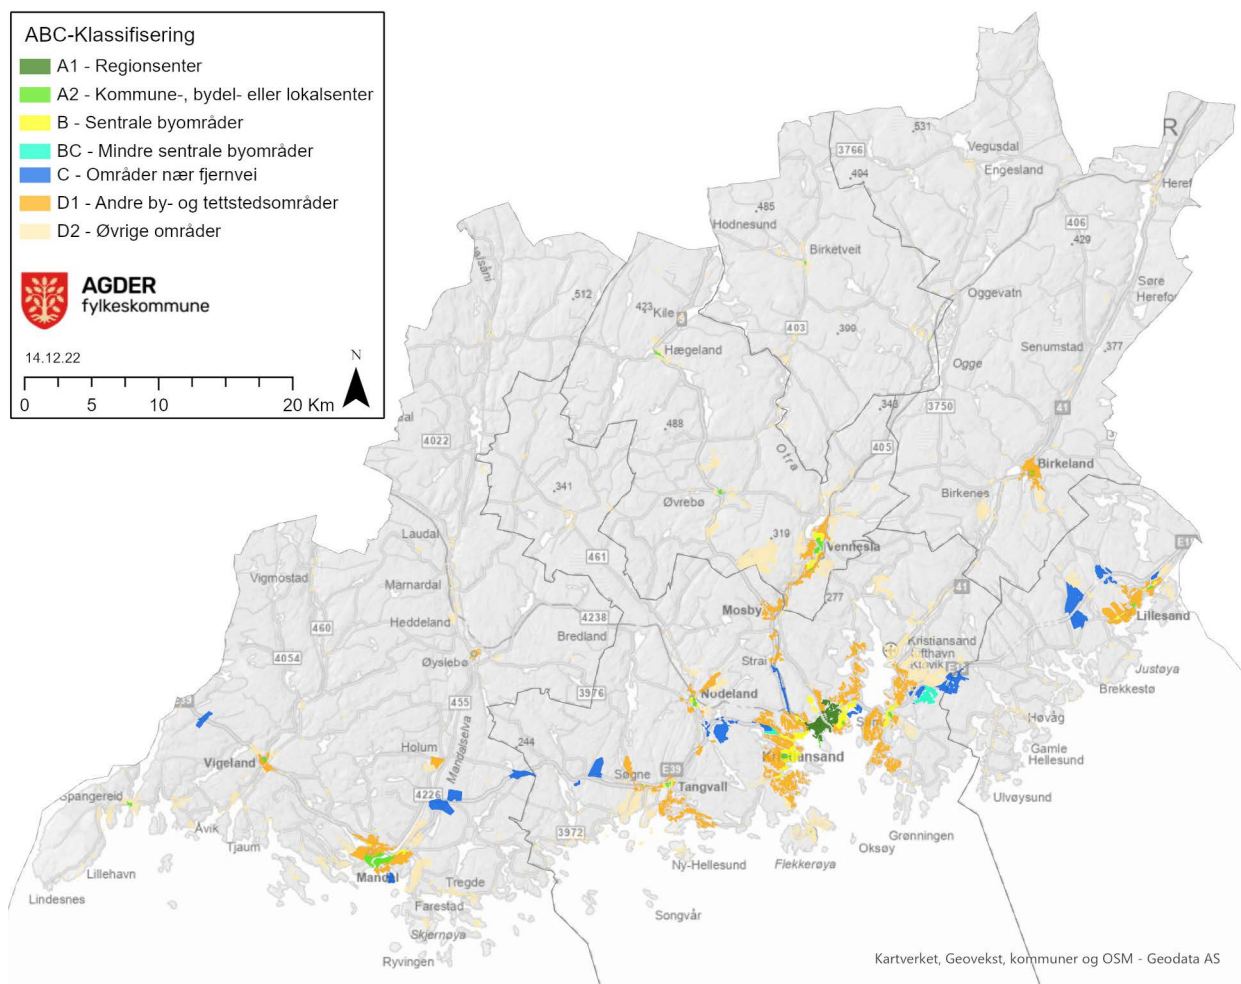 ABC-Klassifisering
A1 - Regionsenter
A2 - Kommune-, bydel- eller lokalsenter
B - Sentrale byområder
BC - Mindre sentrale byområder
C - Områder nær fjernvei
D1 - Andre by- og tettstedsområder
D2 - Øvrige områder
AGDER
fylkeskommune
14.12.22
N
0 5 10 20 Km
R
531
3766
Vegusdal
Engesland
494
Heref
485
Hodnesund
406
429
Birketveit
Søre
Herefo
512
Oggevatn
423
Kile
403
399
Hægeland
Senumstad
377
Ogge
348
3750
41
488
4022
405
Otra
Birkeland
341
Øvrebø
Birkenes
319
Vennesla
Laudal
461
E1
Vigmostad
Marnardal
277
41
Mosby
Lillesand
Heddeland
460
4238
Bredland
Kristiansand
4054
Øyslebø
Strai
Justøya
Nodeland
3976
Brekkestø
455
Høvåg
Mandalselva
244
Holum
Gamle
Hellesund
Vigeland
Kristiansand
Søgne
E39
Tangvall
Spangereid
4226
Ulvøysund
Åvik
3972
Grønningen
Tjaum
Oksøy
Flekkerøya
Ny-Hellesund
Lillehavn
Mandal
Tregde
Lindesnes
Farestad
Songvår
Skjernøya
Ryvingen
Kartverket, Geovekst, kommuner og OSM - Geodata AS